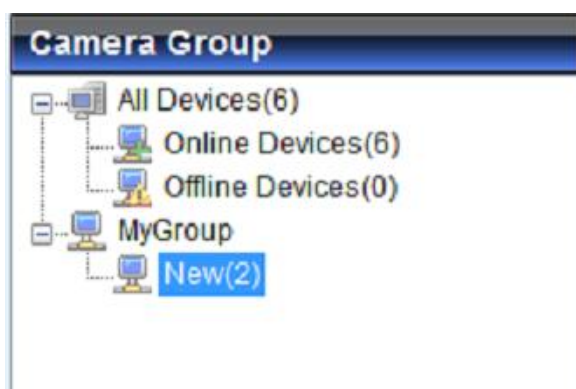 Camera Group
All Devices(6)
Online Devices(6)
Offline Devices(0)
MyGroup
New(2)